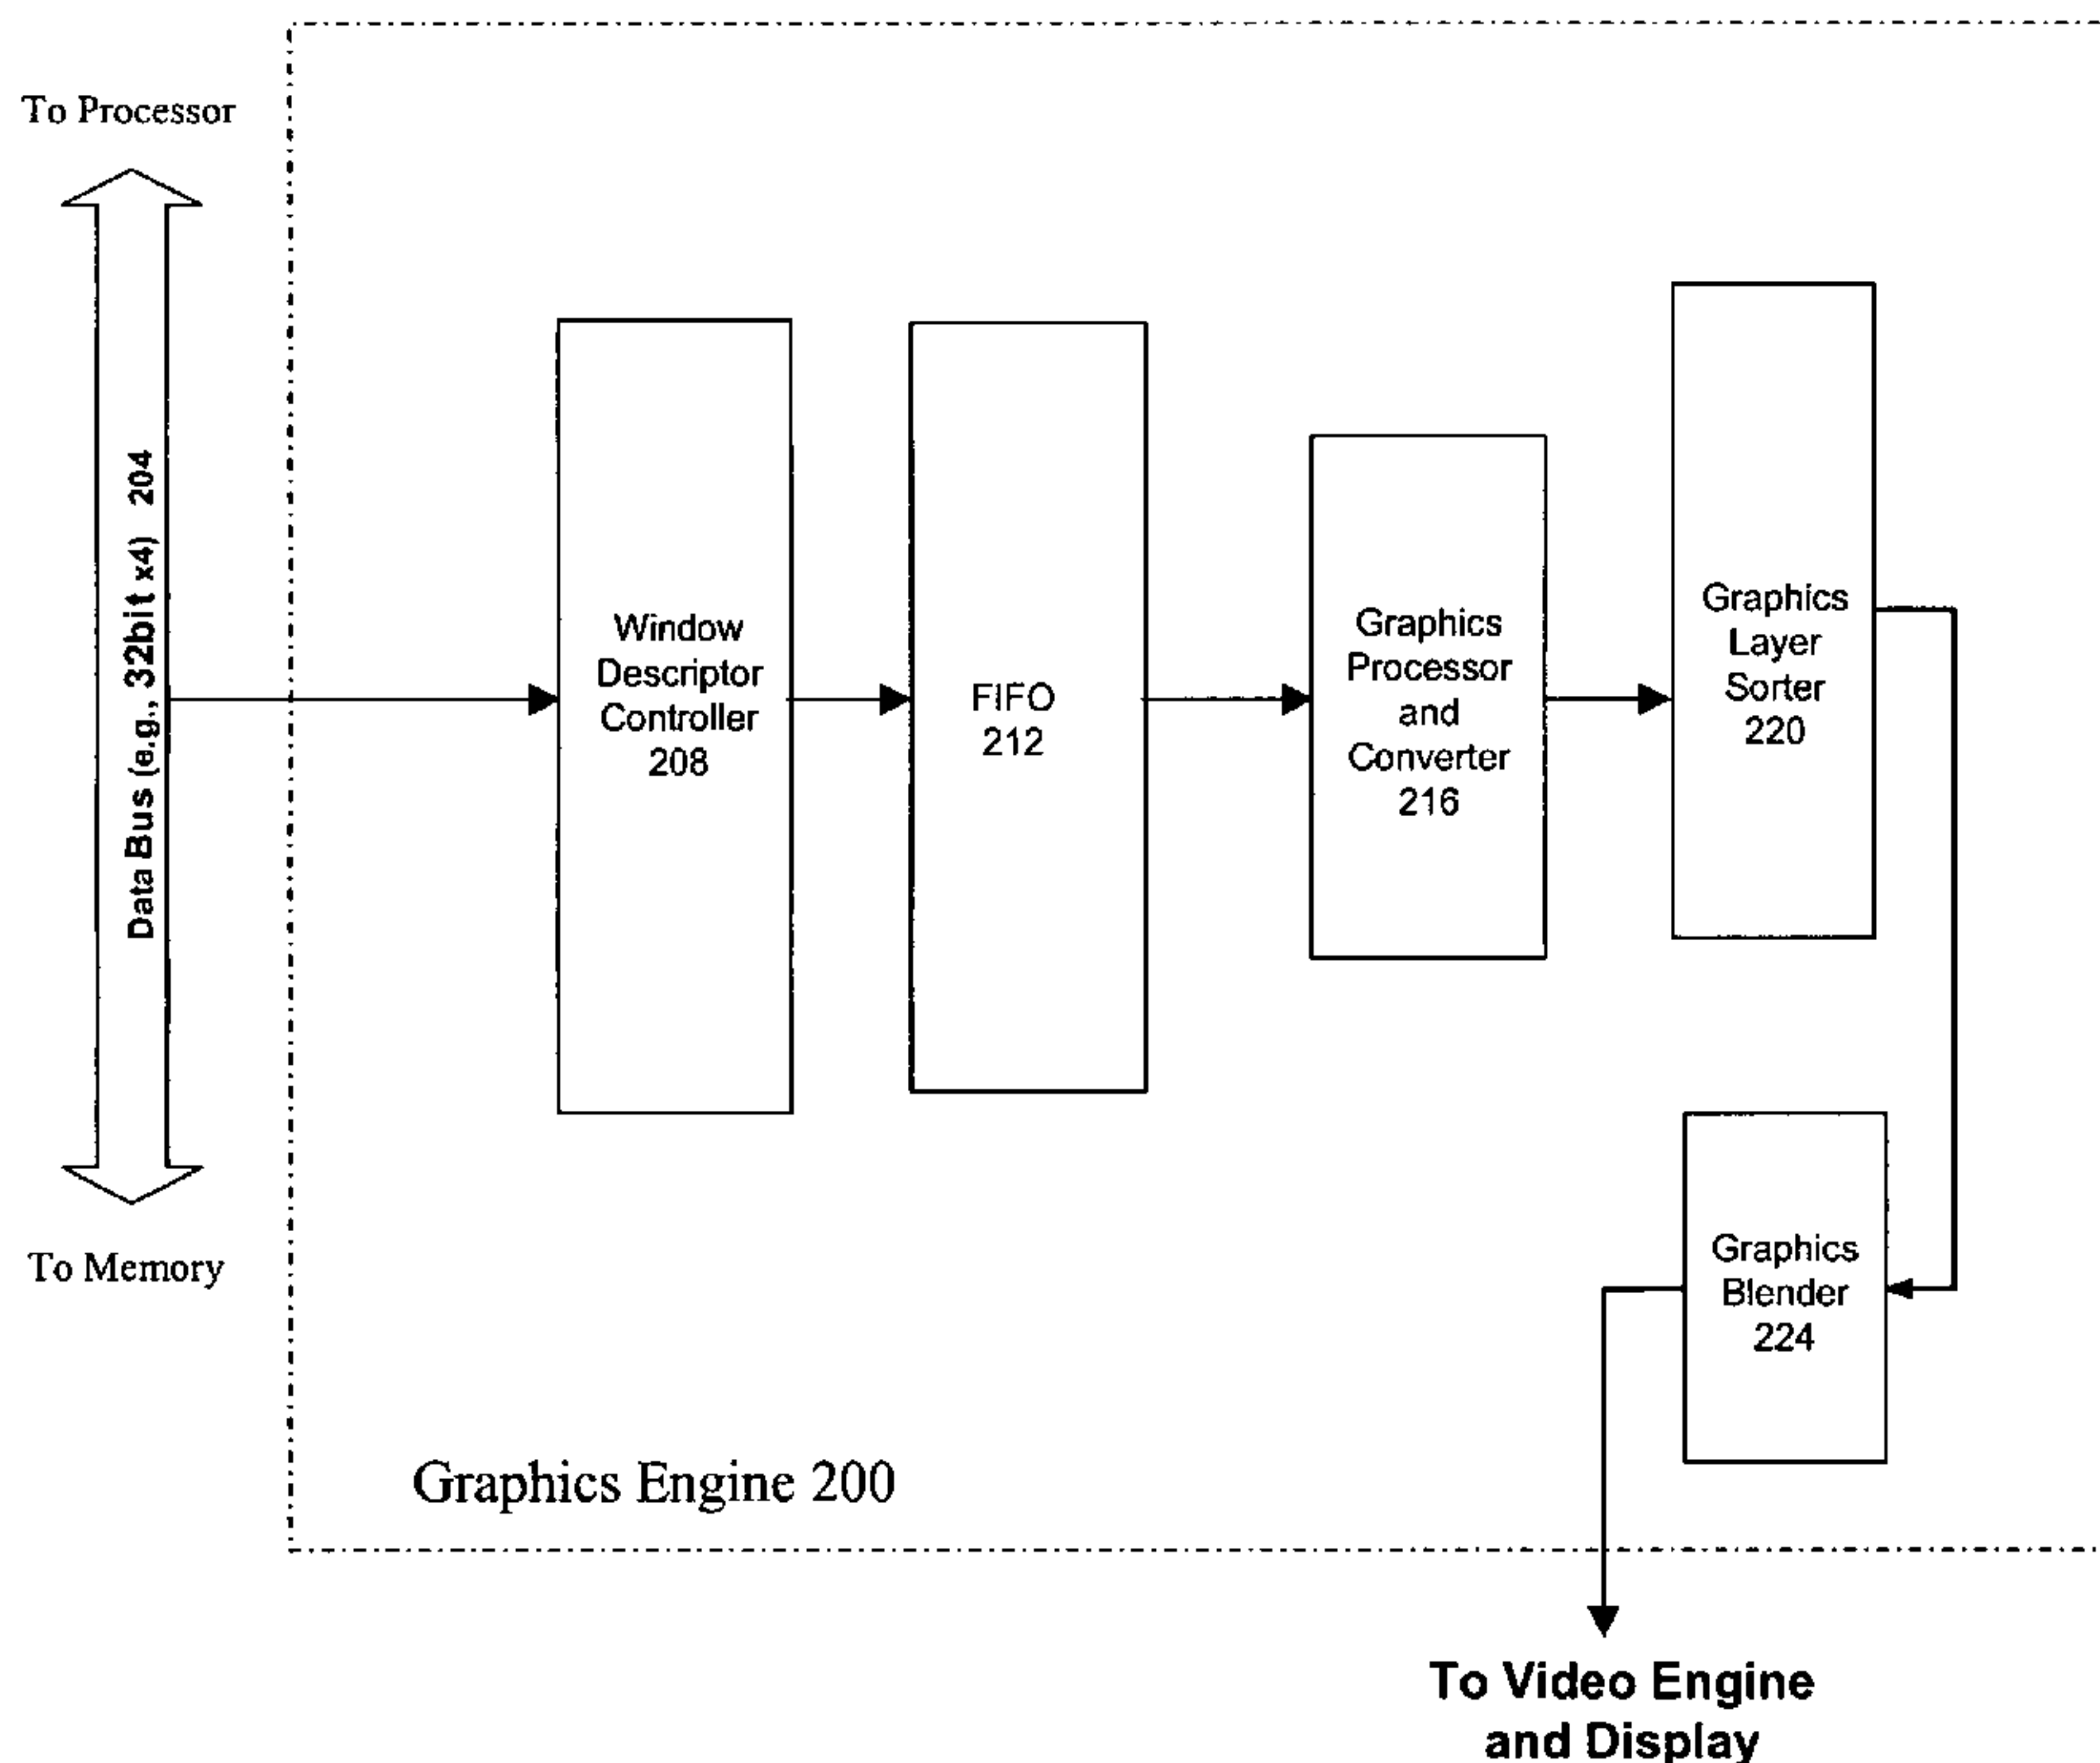 To Processor
Data Bus (e.g., 32bit x4) 204
To Memory
Window
Descriptor
Controller
208
FIFO
212
Graphics
Processor
and
Converter
216
Graphics
Layer
Sorter
220
Graphics
Blender
224
Graphics Engine 200
To Video Engine
and Display